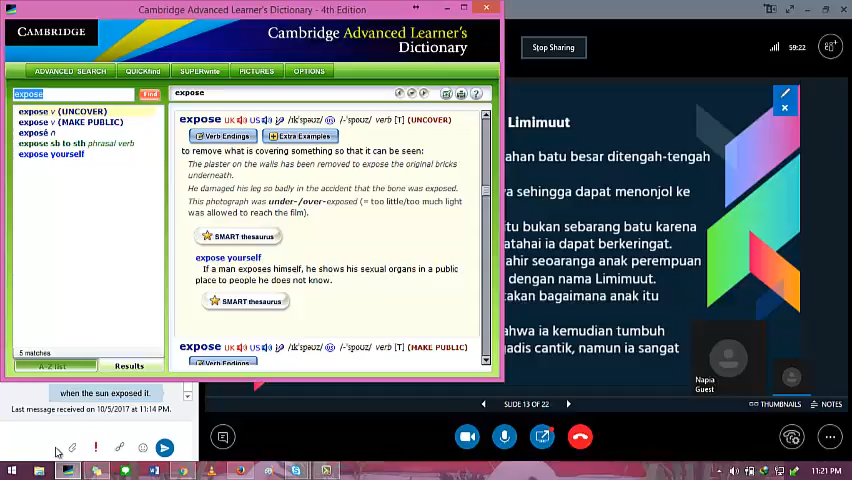 Cambridge Advanced Learner's Dictionary - 4th Edition
CAMBRIDGE
Cambridge Advanced Learner's
Dictionary
ADVANCED SEARCH
QUICKfind
SUPERwrite
PICTURES
OPTIONS
expose
Find
expose
expose v (UNCOVER)
expose v (MAKE PUBLIC)
exposé n
expose sb to sth phrasal verb
expose yourself
5 matches
A-Z list
Results
expose UK US /ɪkˈspəʊz/ /-ˈspoʊz/ verb [T] (UNCOVER)
Verb Endings
Extra Examples
to remove what is covering something so that it can be seen:
The plaster on the walls has been removed to expose the original bricks
underneath.
He damaged his leg so badly in the accident that the bone was exposed.
This photograph was under-/over-exposed (= too little/too much light
was allowed to reach the film).
SMART thesaurus
expose yourself
If a man exposes himself, he shows his sexual organs in a public
place to people he does not know.
SMART thesaurus
expose UK US /ɪkˈspəʊz/ /-ˈspoʊz/ verb [T] (MAKE PUBLIC)
Verb Endings
when the sun exposed it.
Last message received on 10/5/2017 at 11:14 PM.
Stop Sharing
59:22
Limimuut
ahan batu besar ditengah-tengah
a sehingga dapat menonjol ke
itu bukan sebarang batu karena
atahai ia dapat berkeringat.
ahir seoaranga anak perempuan
dengan nama Limimuut.
takan bagaimana anak itu
ahwa ia kemudian tumbuh
gadis cantik, namun ia sangat
Napia
Guest
SLIDE 13 OF 22
THUMBNAILS
NOTES
11:21 PM